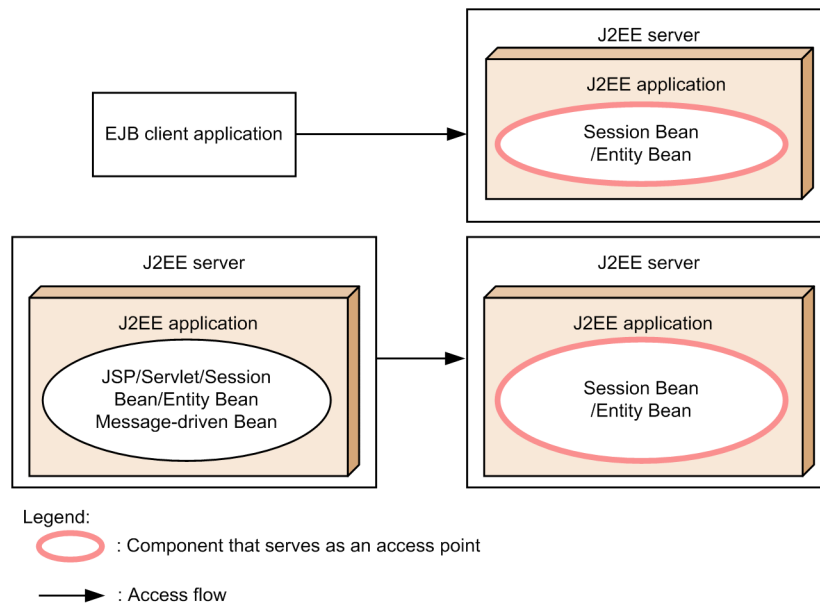 J2EE server
J2EE application
EJB client application
Session Bean
/Entity Bean
J2EE server
J2EE application
JSP/Servlet/Session
Bean/Entity Bean
Message-driven Bean
J2EE server
J2EE application
Session Bean
/Entity Bean
Legend:
: Component that serves as an access point
: Access flow